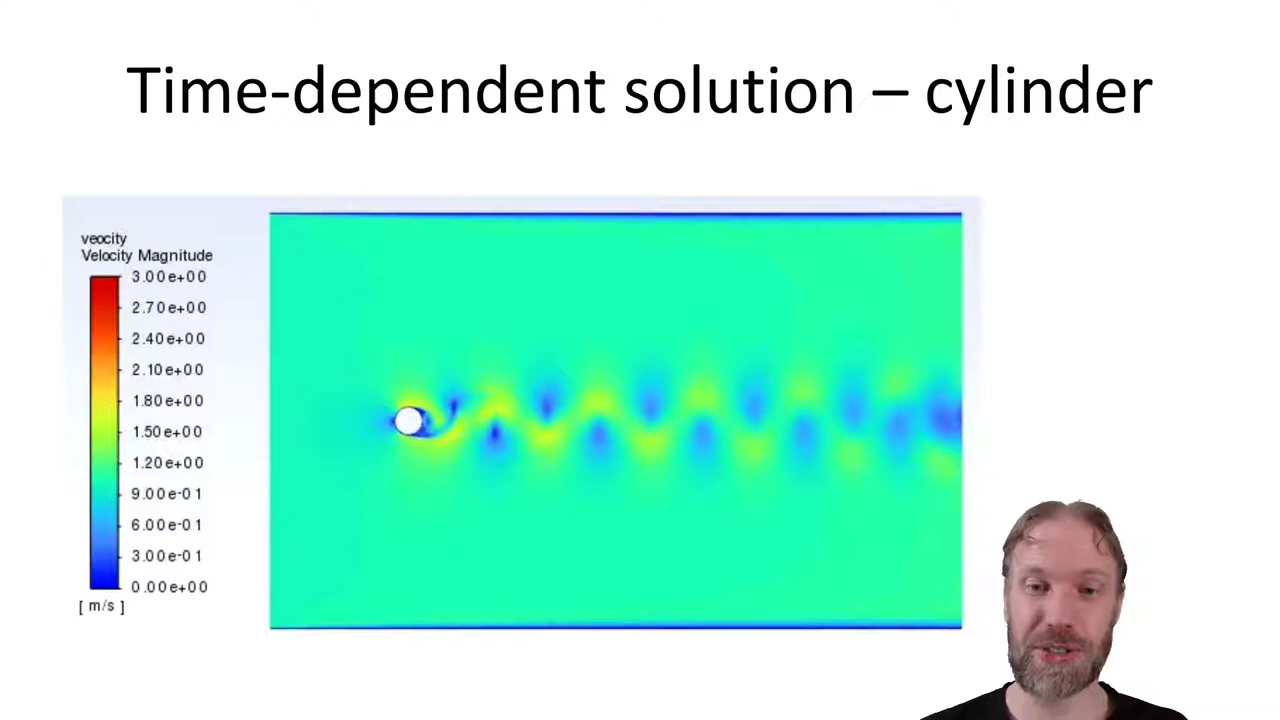 Time-dependent solution – cylinder
veocity
Velocity Magnitude
3.00e+00
2.70e+00
2.40e+00
2.10e+00
1.80e+00
1.50e+00
1.20e+00
9.00e-01
6.00e-01
3.00e-01
0.00e+00
[ m/s ]